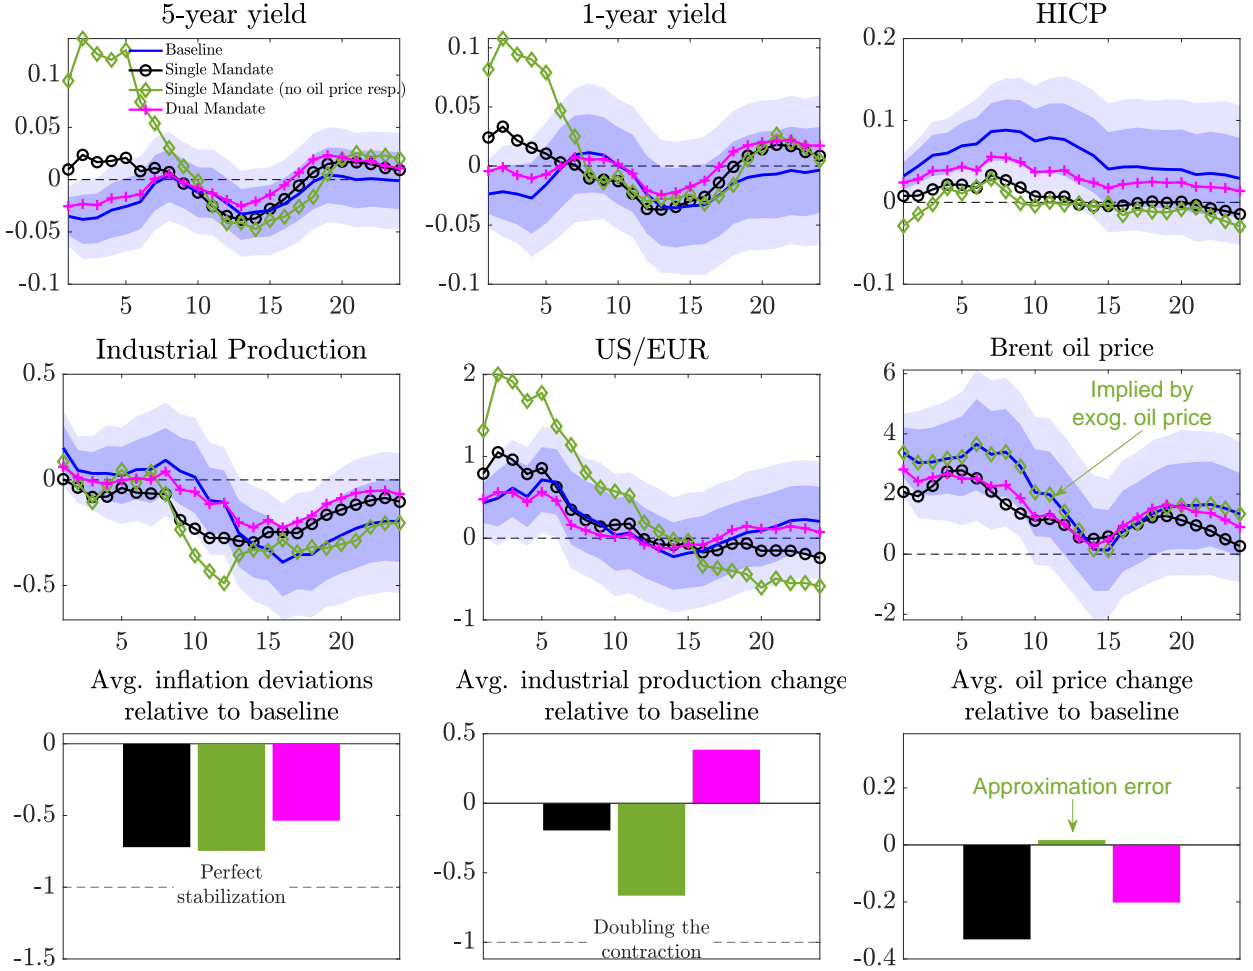 5-year yield
1-year yield
HICP
0.1
0.05
0
-0.05
-0.1
5
10
15
20
Baseline
Single Mandate
Single Mandate (no oil price resp.)
Dual Mandate
0.1
0.05
0
-0.05
-0.1
5
10
15
20
0.2
0.1
0
-0.1
5
10
15
20
Industrial Production
US/EUR
Brent oil price
0.5
0
-0.5
5
10
15
20
2
1
0
-1
5
10
15
20
6
4
2
0
-2
5
10
15
20
Implied by
exog. oil price
Avg. inflation deviations
relative to baseline
Avg. industrial production change
relative to baseline
Avg. oil price change
relative to baseline
0
-0.5
-1
-1.5
Perfect
stabilization
0.5
0
-0.5
-1
Doubling the
contraction
0.2
0
-0.2
-0.4
Approximation error